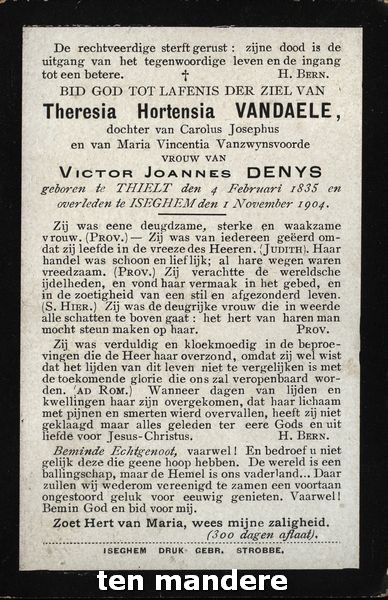 De rechtveerdige sterft gerust : zijne dood is de
uitgang van het tegenwoordige leven en de ingang
tot een betere. † H. BERN.
BID GOD TOT LAFENIS DER ZIEL VAN
Theresia Hortensia VANDAELE,
dochter van Carolus Josephus
en van Maria Vincentia Vanzwynsvoorde
VROUW VAN
VICTOR JOANNES DENYS
geboren te THIELT den 4 Februari 1835 en
overleden te ISEGHEM den 1 November 1904.
Zij was eene deugdzame, sterke en waakzame
vrouw. (PROV.) — Zij was van iedereen geëerd om-
dat zij leefde in de vreeze des Heeren. (JUDITH). Haar
handel was schoon en lieflijk; al hare wegen waren
vreedzaam. (PROV.) Zij verachtte de wereldsche
ijdelheden, en vond haar vermaak in het gebed, en
in de zoetigheid van een stil en afgezonderd leven.
(S. HIER.) Zij was de deugrijke vrouw die in weerde
alle schatten te boven gaat : het hert van haren man
mocht steun maken op haar. PROV.
Zij was verduldig en kloekmoedig in de beproe-
vingen die de Heer haar overzond, omdat zij wel wist
dat het lijden van dit leven niet te vergelijken is met
de toekomende glorie die ons zal veropenbaard wor-
den. (AD ROM.) Wanneer dagen van lijden en
kwellingen haar zijn overgekomen, dat haar lichaam
met pijnen en smerten wierd overvallen, heeft zij niet
geklaagd maar alles geleden ter eere Gods en uit
liefde voor Jesus-Christus. H. BERN.
Beminde Echtgenoot, vaarwel! En bedroef u niet
gelijk deze die geene hoop hebben. De wereld is een
ballingschap, maar de Hemel is ons vaderland... Daar
zullen wij wederom vereenigd te zamen een voortaan
ongestoord geluk voor eeuwig genieten. Vaarwel!
Bemin God en bid voor mij.
Zoet Hert van Maria, wees mijne zaligheid.
(300 dagen aflaat).
ISEGHEM DRUK GEBR. STROBBE.
ten mandere